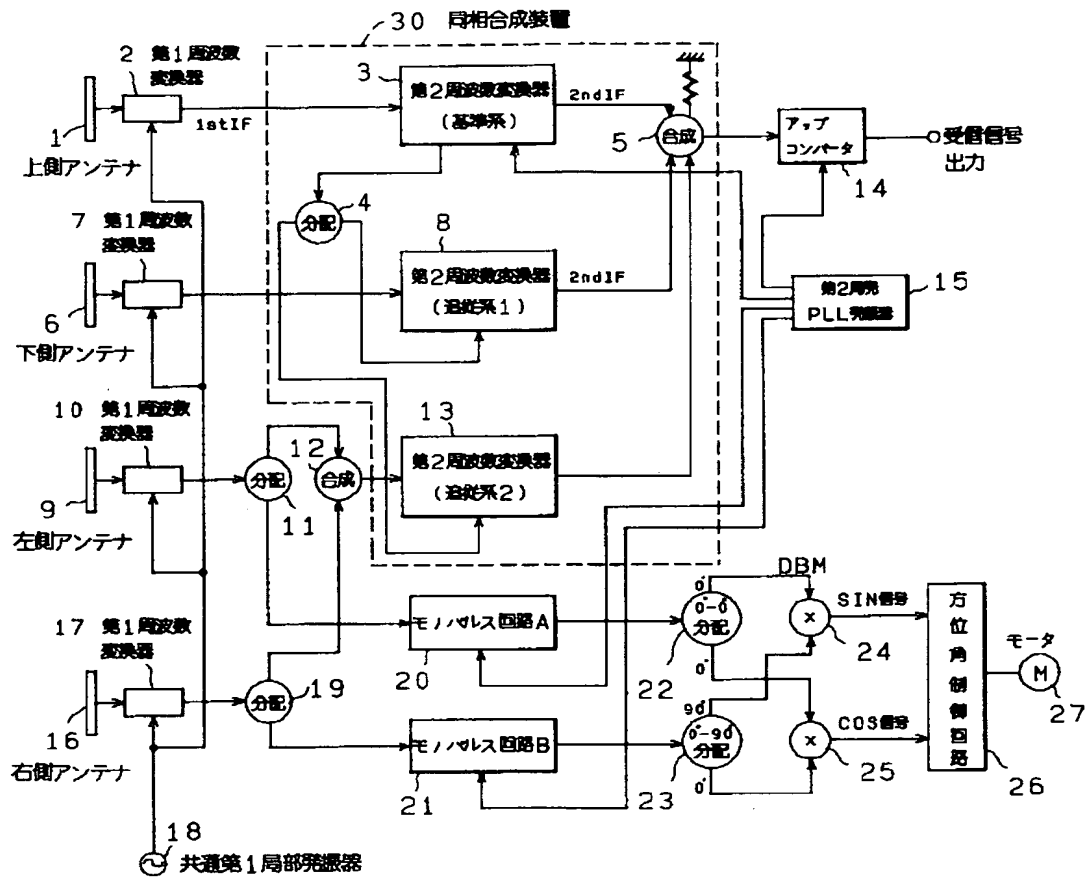 30 同相合成装置
2 第1周波数
変換器
1
上側アンテナ
1stIF
3
第2周波数変換器
(基準系)
2ndIF
5
合成
アップ
コンバータ
14
受信信号
出力
4
分配
7 第1周波数
変換器
6
下側アンテナ
8
第2周波数変換器
(追従系1)
2ndIF
第2局発
PLL発振器
15
10 第1周波数
変換器
9
左側アンテナ
分配
11
12
合成
13
第2周波数変換器
(追従系2)
17 第1周波数
変換器
16
右側アンテナ
分配
19
モノパルス回路A
20
モノパルス回路B
21
0°
0°-0°
分配
22
0°
90°
0°-90°
分配
23
0°
DBM
×
24
SIN信号
×
25
COS信号
方位角制御回路
26
モータ
M
27
18
共通第1局部発振器